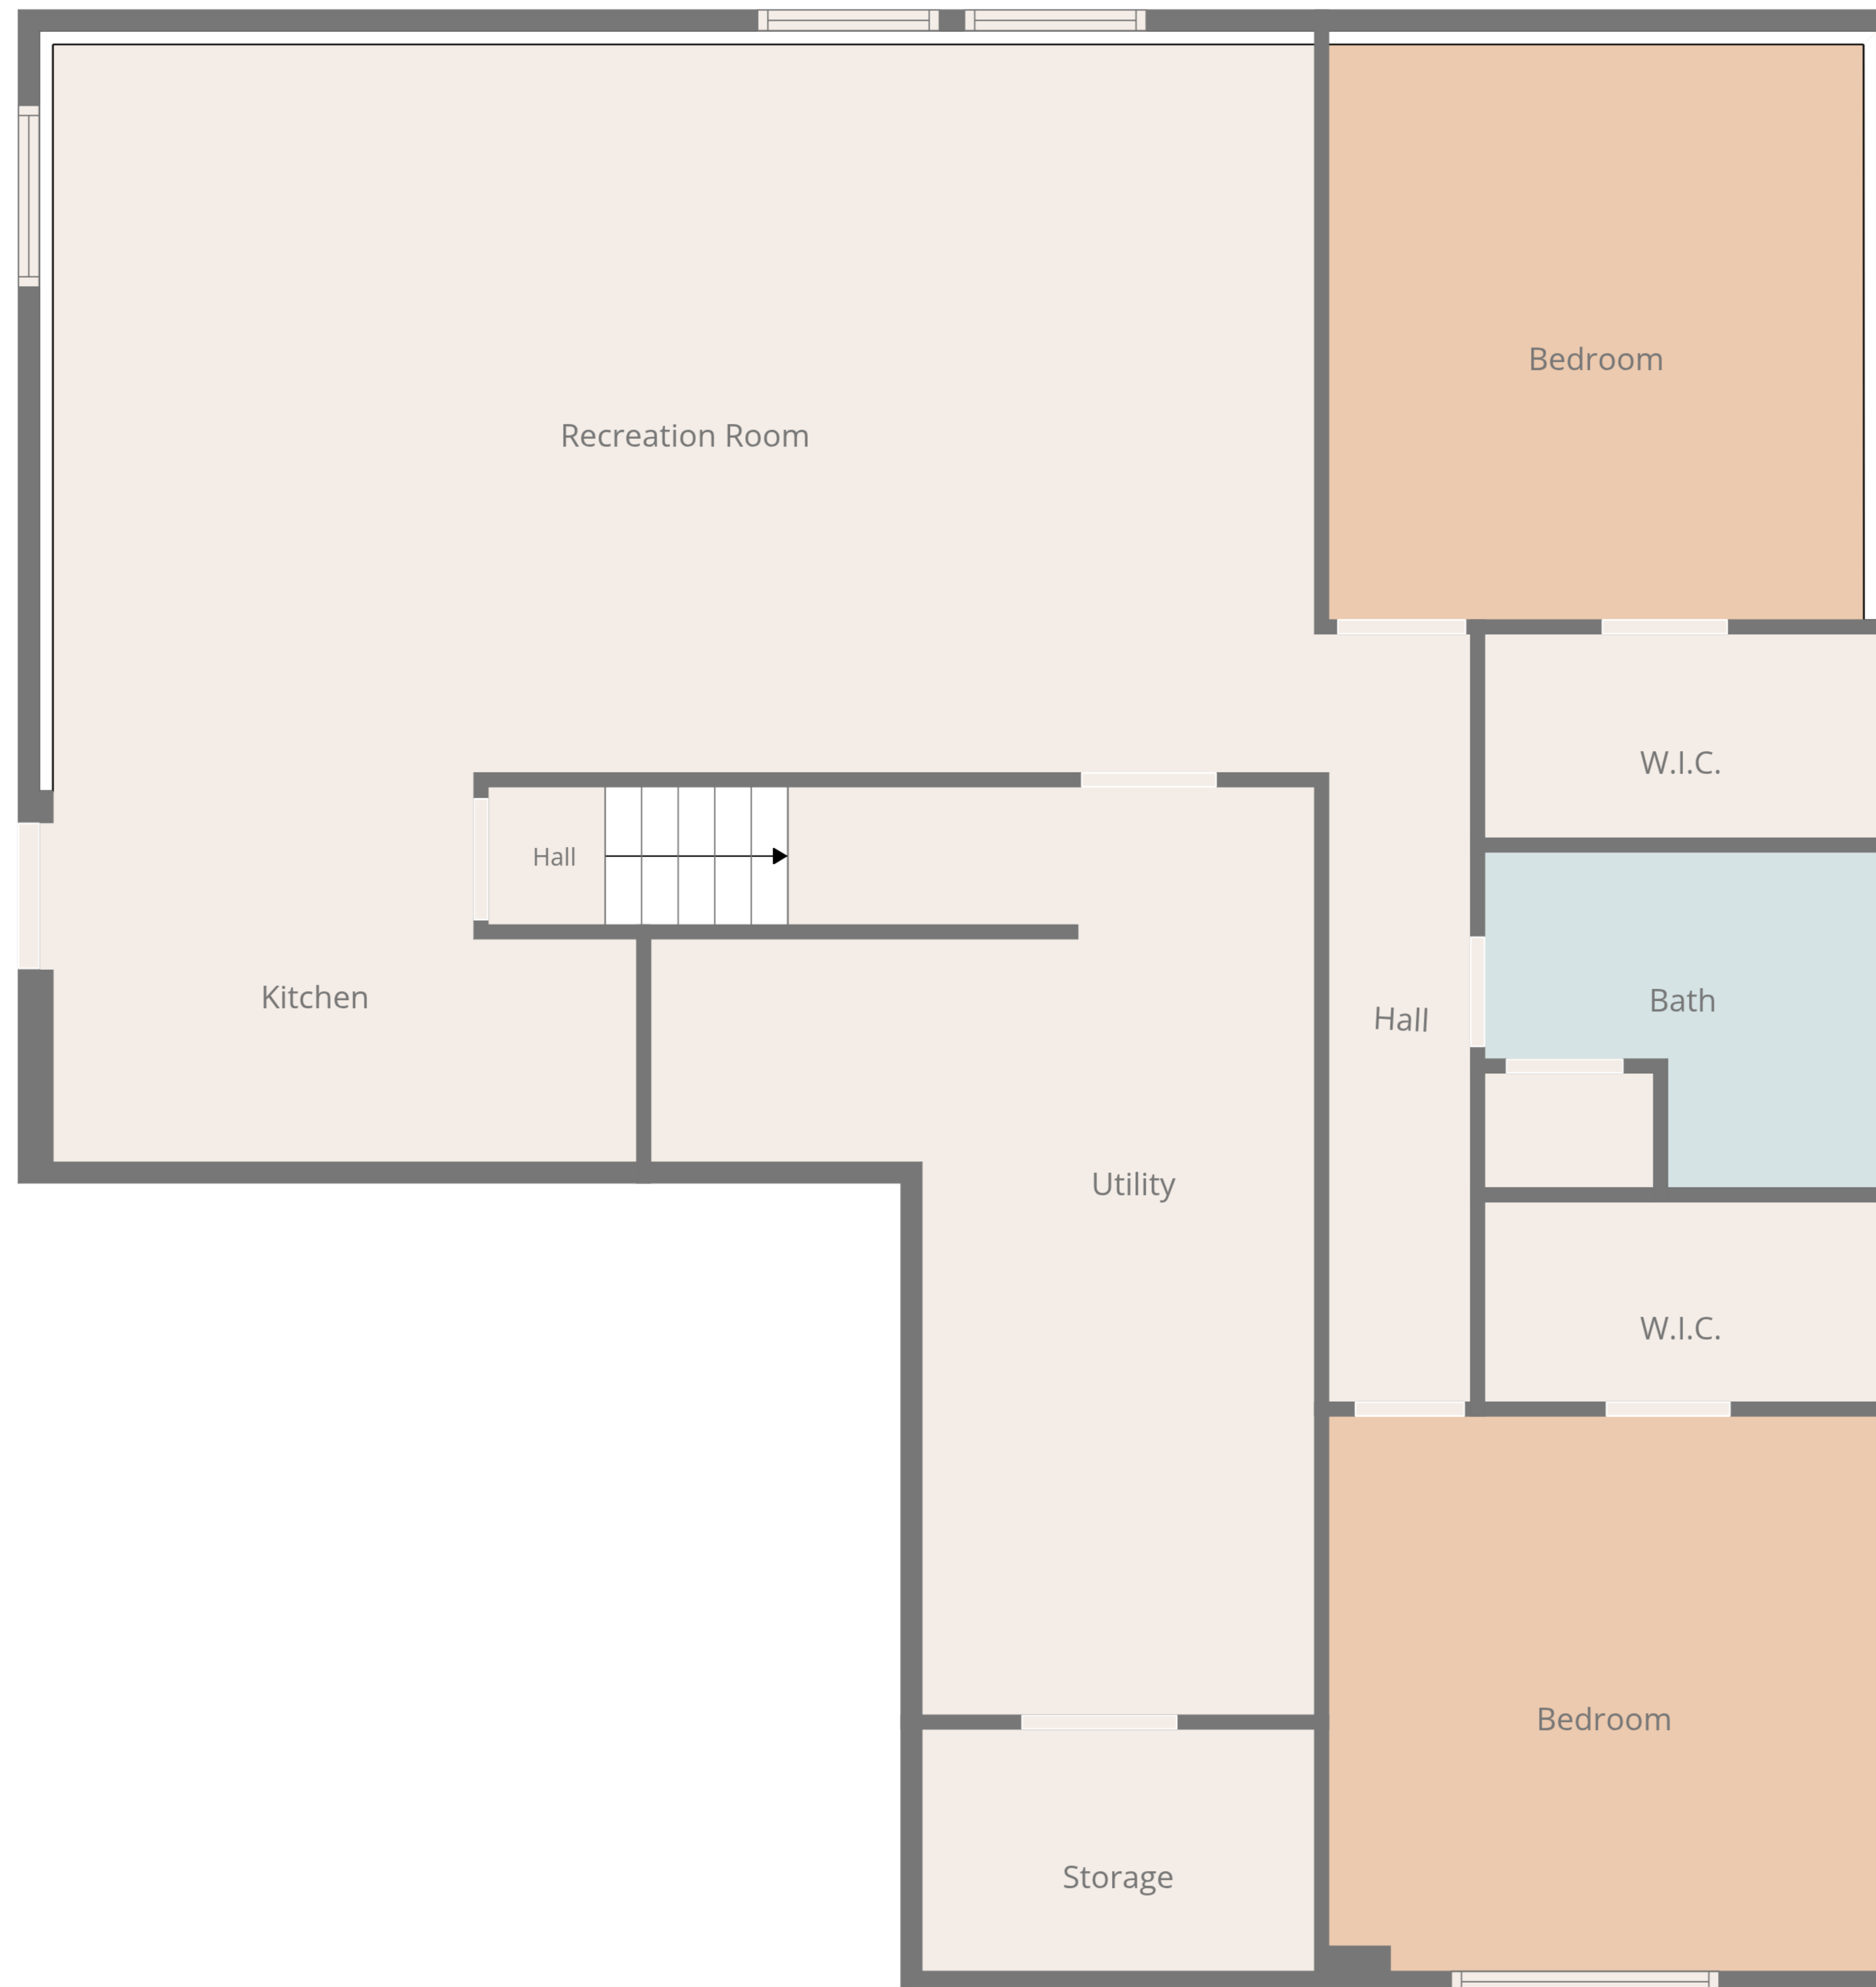 Bedroom
Recreation Room
W.I.C.
Hall
Kitchen
Bath
Hall
Utility
W.I.C.
Bedroom
Storage